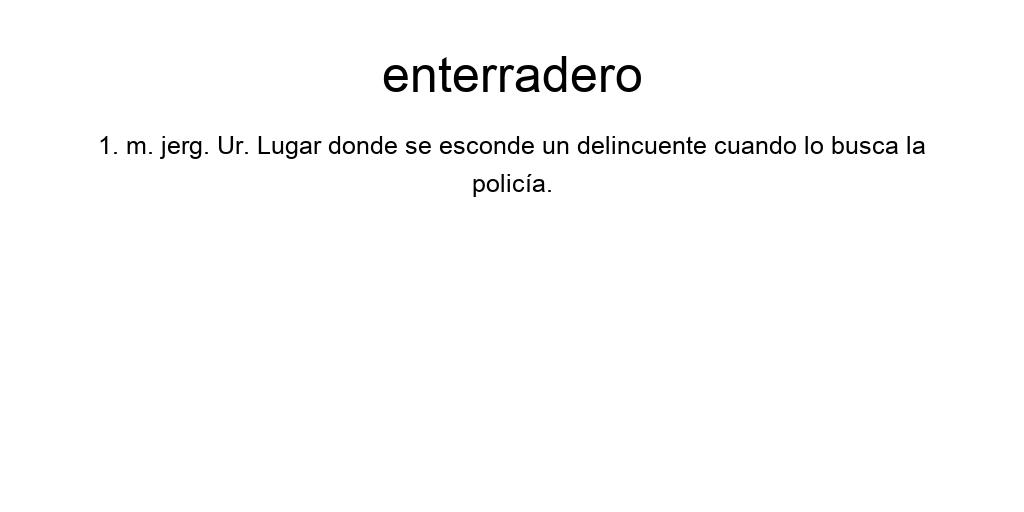 enterradero
1. m. jerg. Ur. Lugar donde se esconde un delincuente cuando lo busca la
policía.